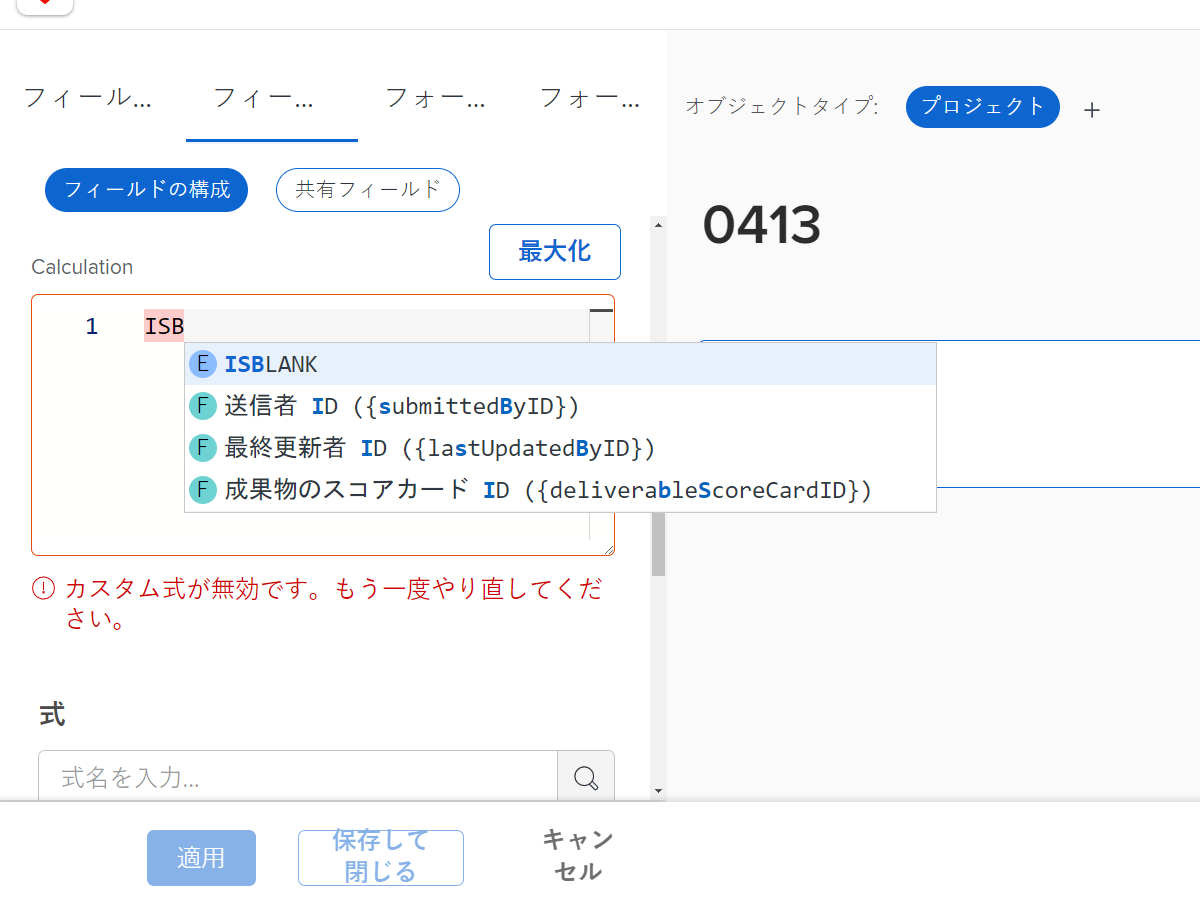 フィール...
フィー...
フォー...
フォー...
オブジェクトタイプ:
プロジェクト
+
フィールドの構成
共有フィールド
0413
最大化
Calculation
1 ISB
E ISBLANK
F 送信者 ID ({submittedByID})
F 最終更新者 ID ({lastUpdatedByID})
F 成果物のスコアカード ID ({deliverableScoreCardID})
カスタム式が無効です。もう一度やり直してくだ
さい。
式
式名を入力...
適用
保存して
閉じる
キャン
セル